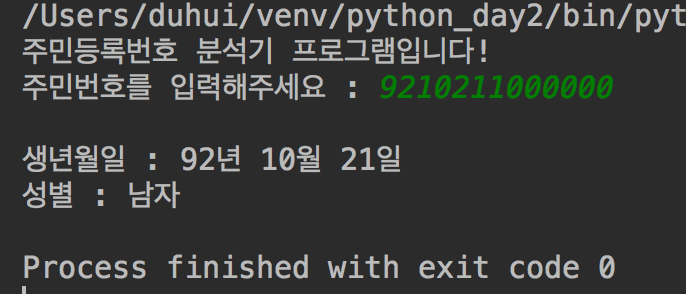 /Users/duhui/venv/python_day2/bin/pyt
주민등록번호 분석기 프로그램입니다!
주민번호를 입력해주세요 : 9210211000000
생년월일 : 92년 10월 21일
성별 : 남자
Process finished with exit code 0